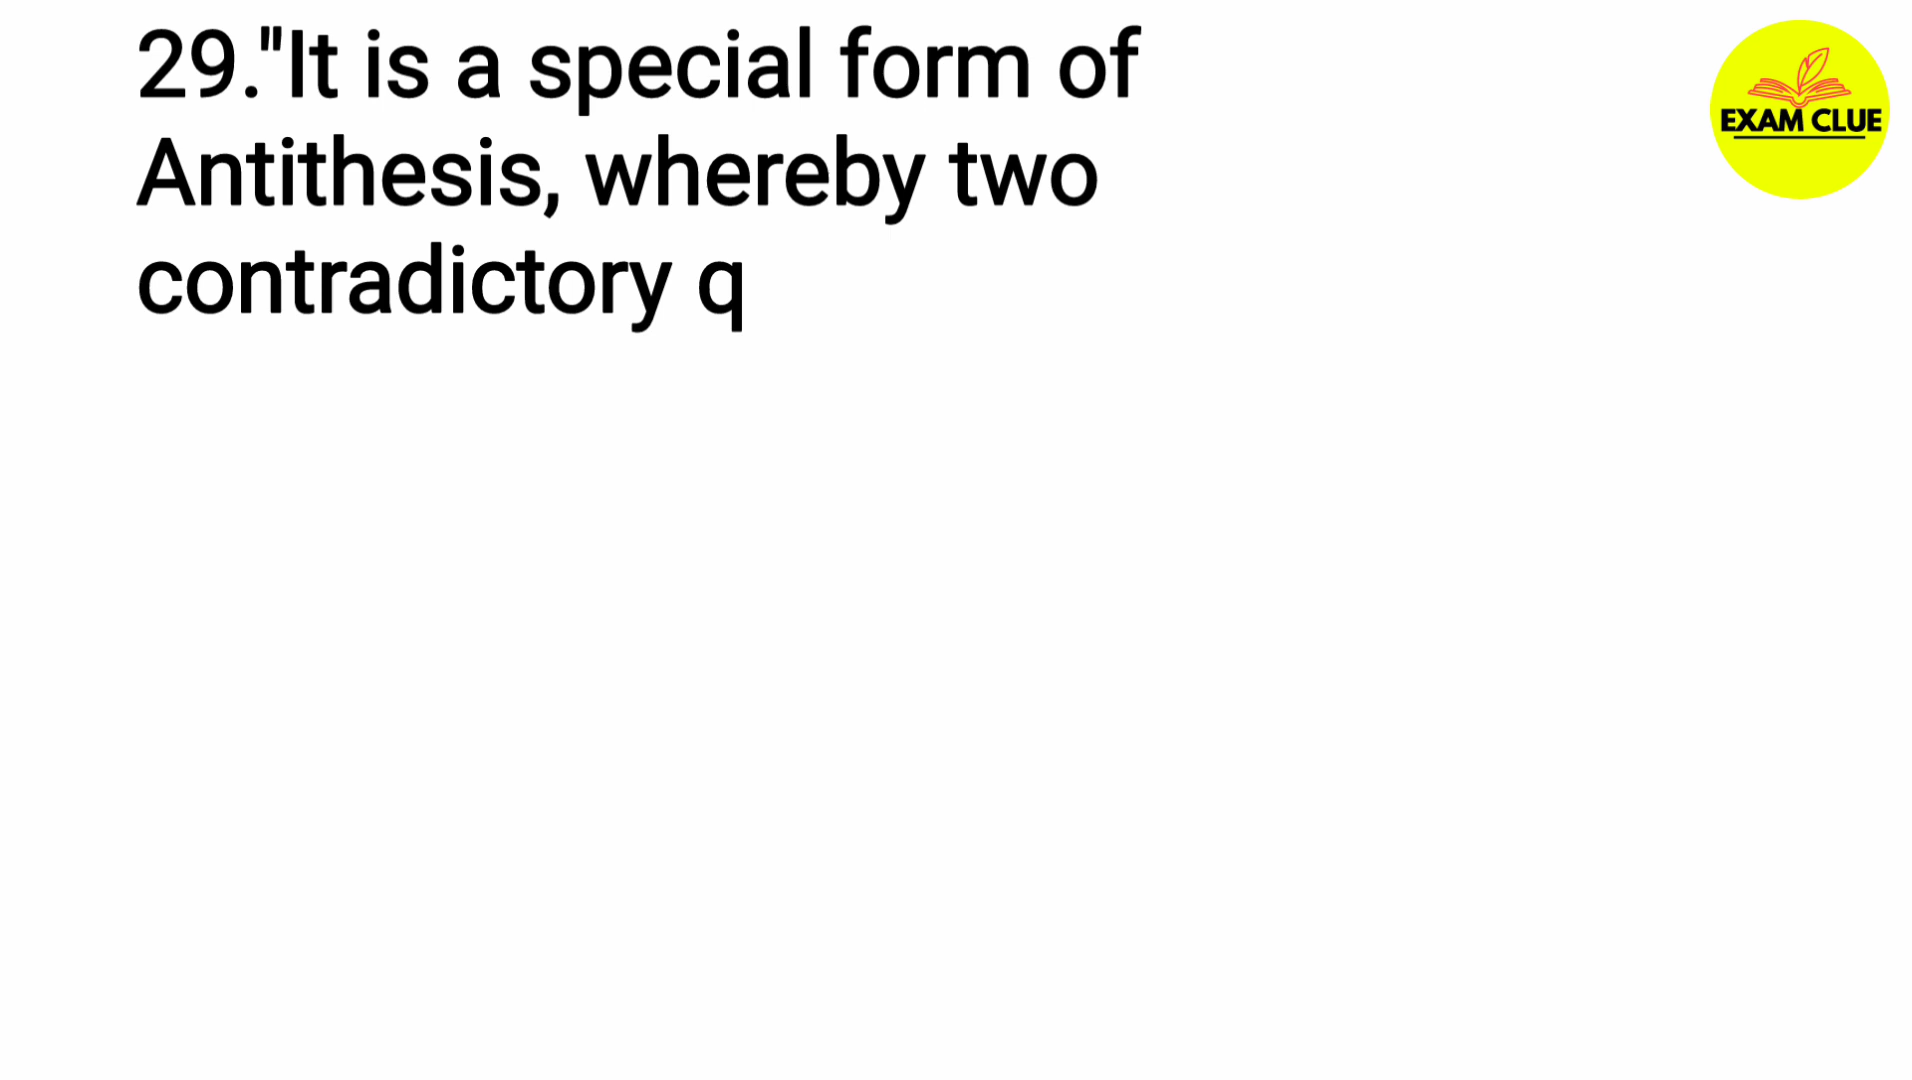 29."It is a special form of
Antithesis, whereby two
contradictory q
EXAM CLUE